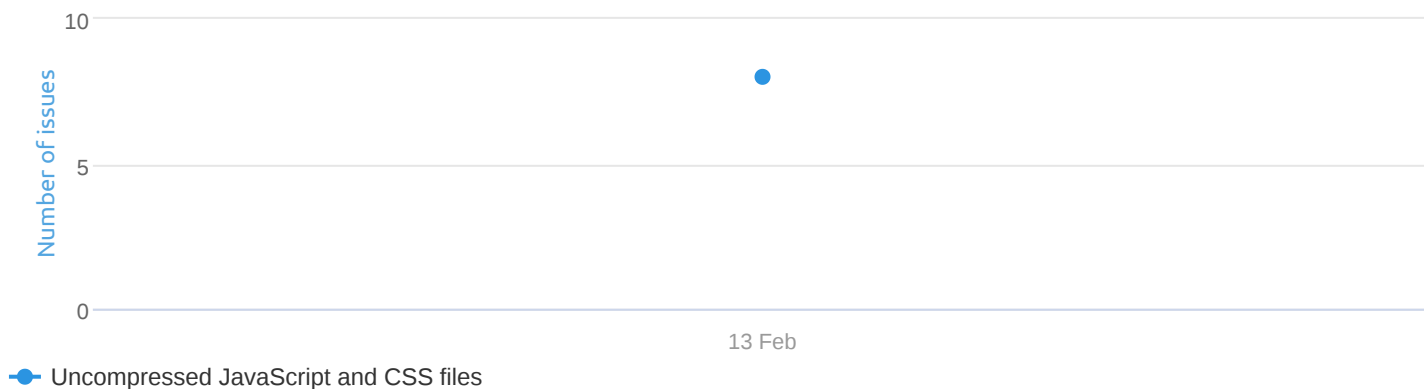 10
Number of issues
5
0
13 Feb
Uncompressed JavaScript and CSS files